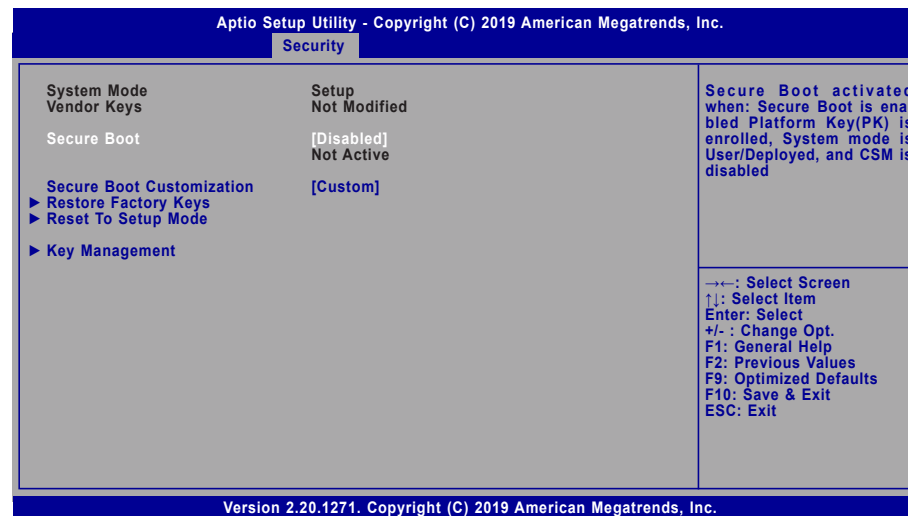 Aptio Setup Utility - Copyright (C) 2019 American Megatrends, Inc.
Security
System Mode Setup
Vendor Keys Not Modified
Secure Boot [Disabled]
Not Active
Secure Boot Customization [Custom]
► Restore Factory Keys
► Reset To Setup Mode
► Key Management
Secure Boot activated
when: Secure Boot is ena
bled Platform Key(PK) is
enrolled, System mode is
User/Deployed, and CSM is
disabled
→←: Select Screen
↑↓: Select Item
Enter: Select
+/- : Change Opt.
F1: General Help
F2: Previous Values
F9: Optimized Defaults
F10: Save & Exit
ESC: Exit
Version 2.20.1271. Copyright (C) 2019 American Megatrends, Inc.